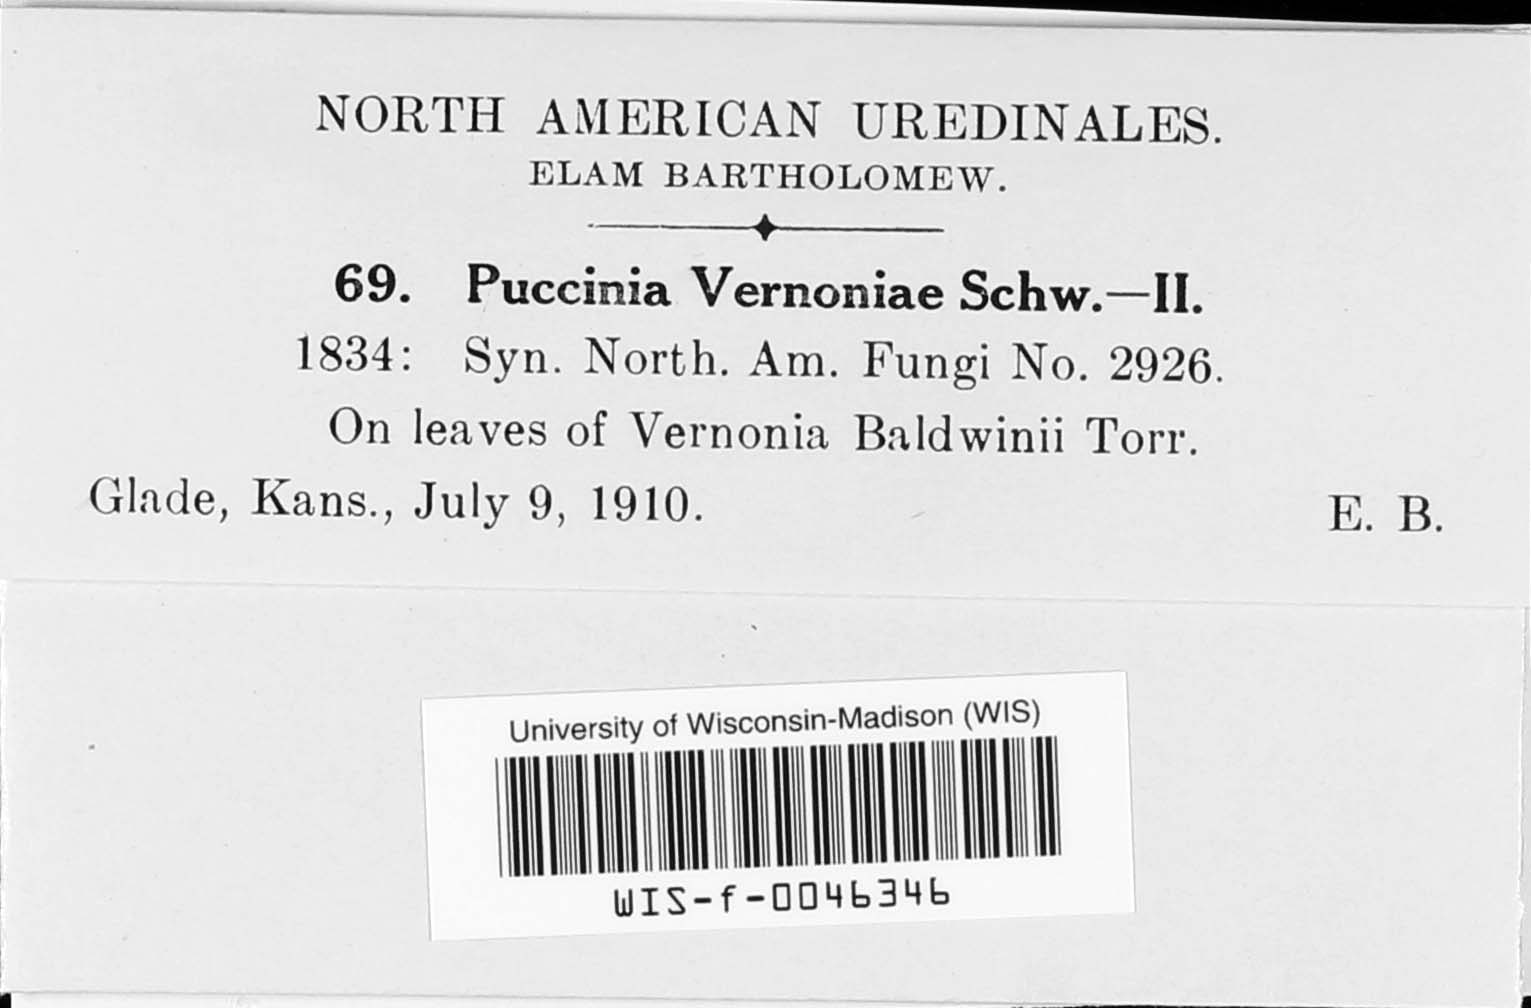 NORTH AMERICAN UREDINALES.
ELAM BARTHOLOMEW.
69. Puccinia Vernoniae Schw.—II.
1834: Syn. North. Am. Fungi No. 2926.
On leaves of Vernonia Baldwinii Torr.
Glade, Kans., July 9, 1910. E. B.
University of Wisconsin-Madison (WIS)
WIS-f-0046346